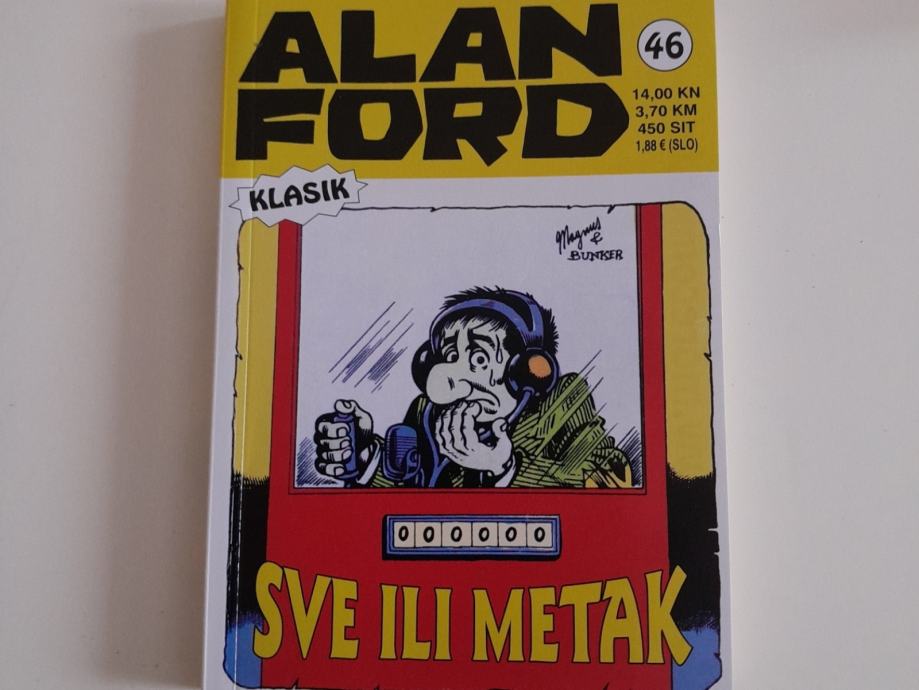 ALAN
FORD
46
14,00 KN
3,70 KM
450 SIT
1,88 € (SLO)
KLASIK
Magnus
&
BUNKER
000000
SVE ILI METAK